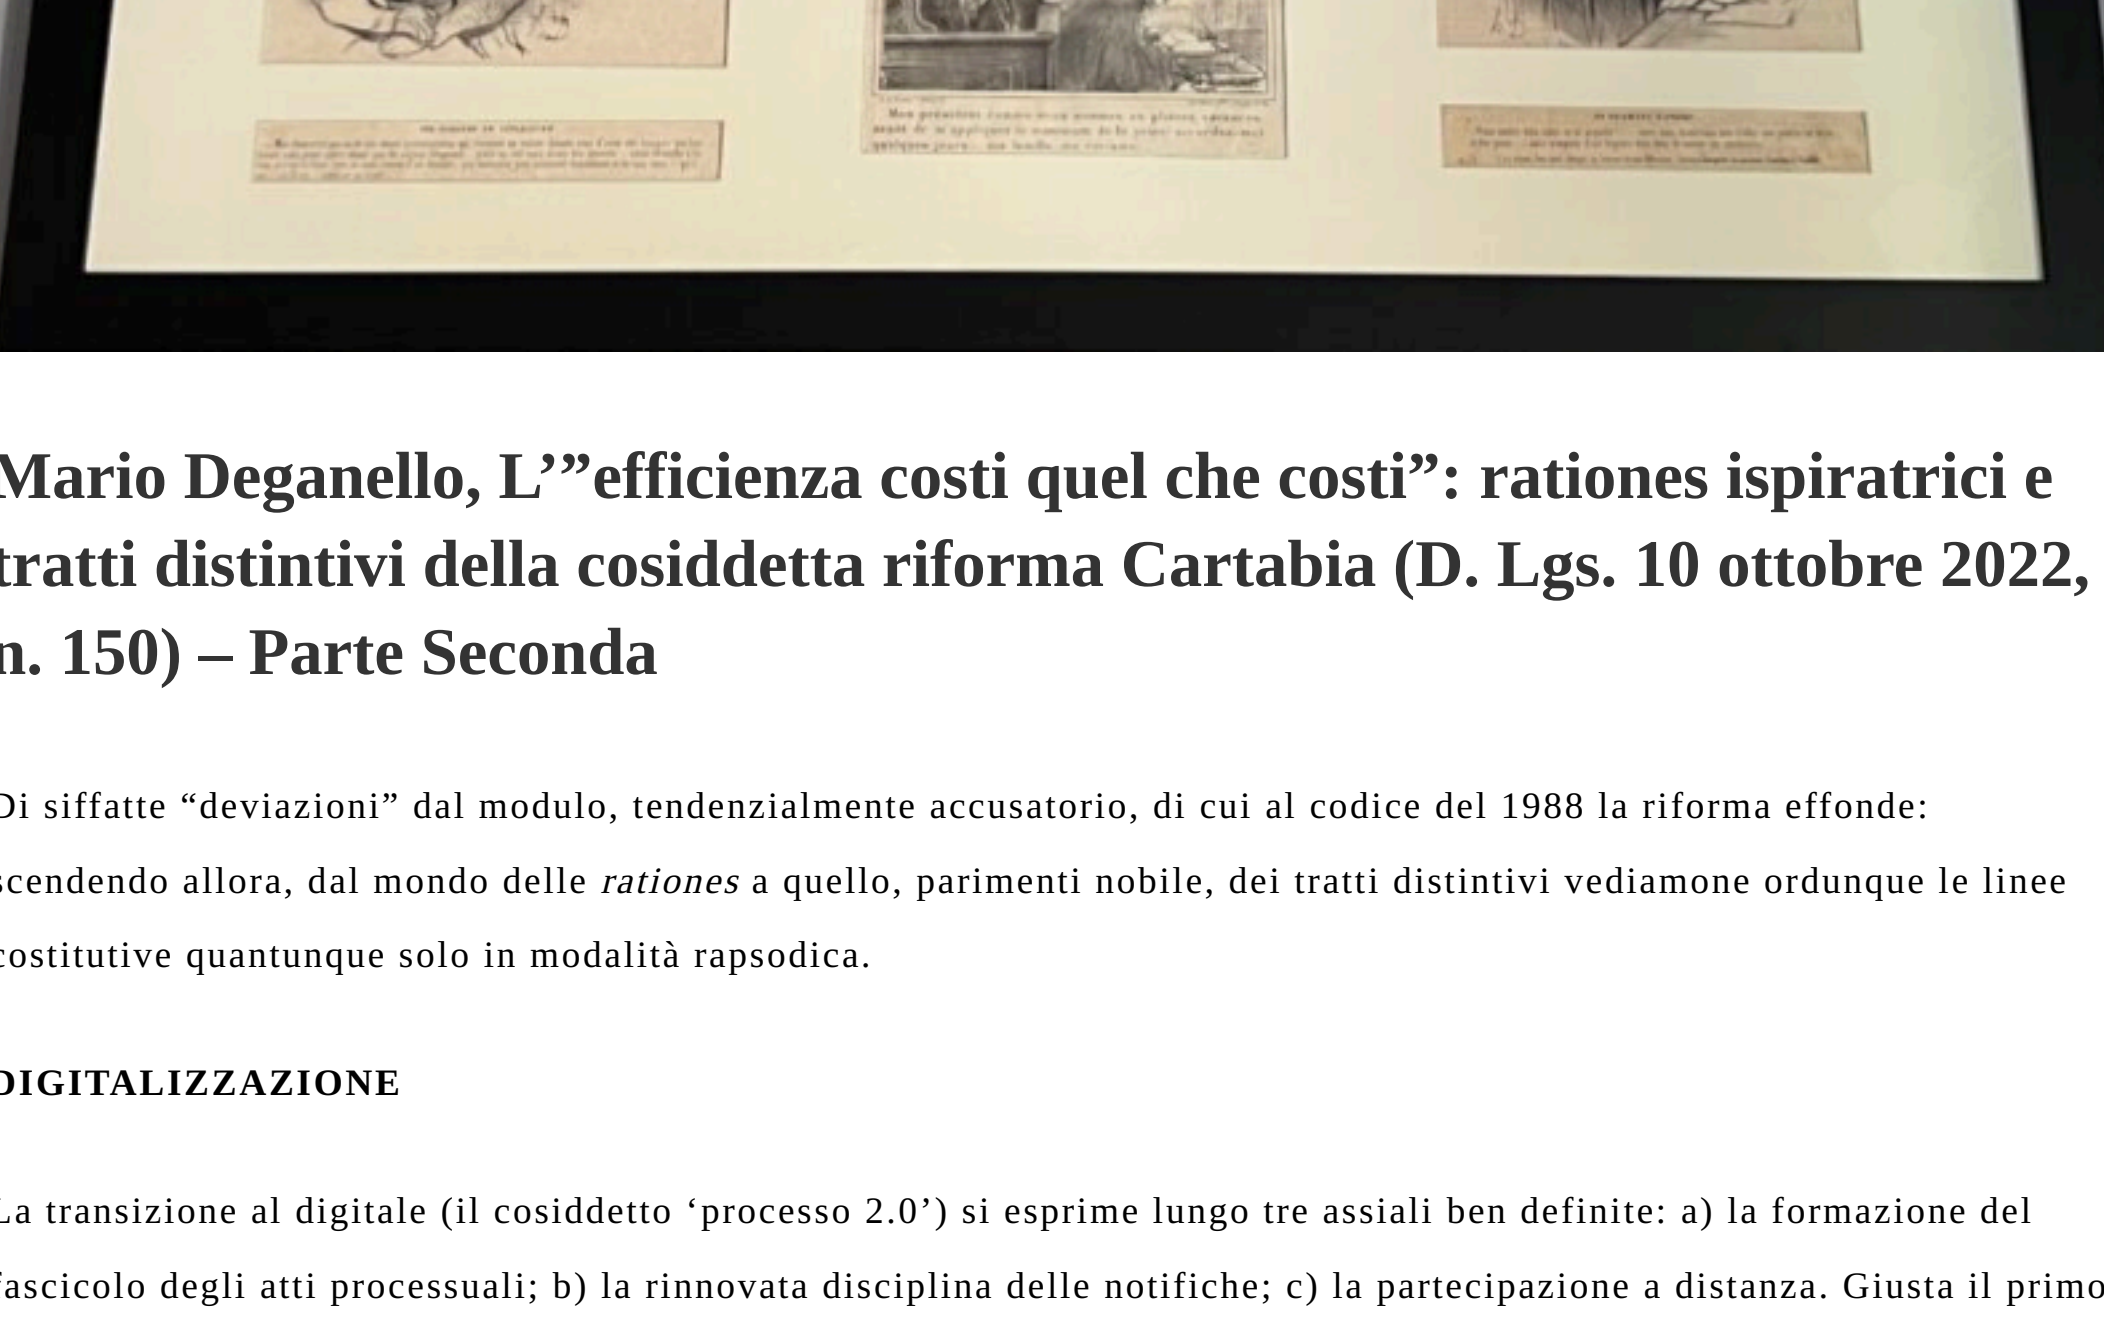 Mon président
Mario Deganello, L’”efficienza costi quel che costi”: rationes ispiratrici e
tratti distintivi della cosiddetta riforma Cartabia (D. Lgs. 10 ottobre 2022,
n. 150) – Parte Seconda
Di siffatte “deviazioni” dal modulo, tendenzialmente accusatorio, di cui al codice del 1988 la riforma effonde:
scendendo allora, dal mondo delle rationes a quello, parimenti nobile, dei tratti distintivi vediamone ordunque le linee
costitutive quantunque solo in modalità rapsodica.
DIGITALIZZAZIONE
La transizione al digitale (il cosiddetto ‘processo 2.0’) si esprime lungo tre assiali ben definite: a) la formazione del
fascicolo degli atti processuali; b) la rinnovata disciplina delle notifiche; c) la partecipazione a distanza. Giusta il primo